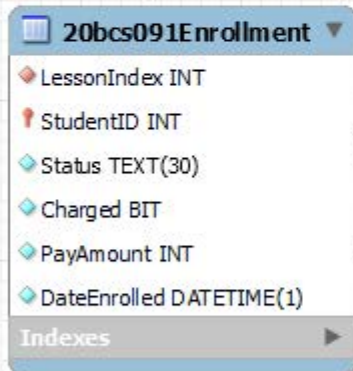 20bcs091Enrollment
LessonIndex INT
StudentID INT
Status TEXT(30)
Charged BIT
PayAmount INT
DateEnrolled DATETIME(1)
Indexes